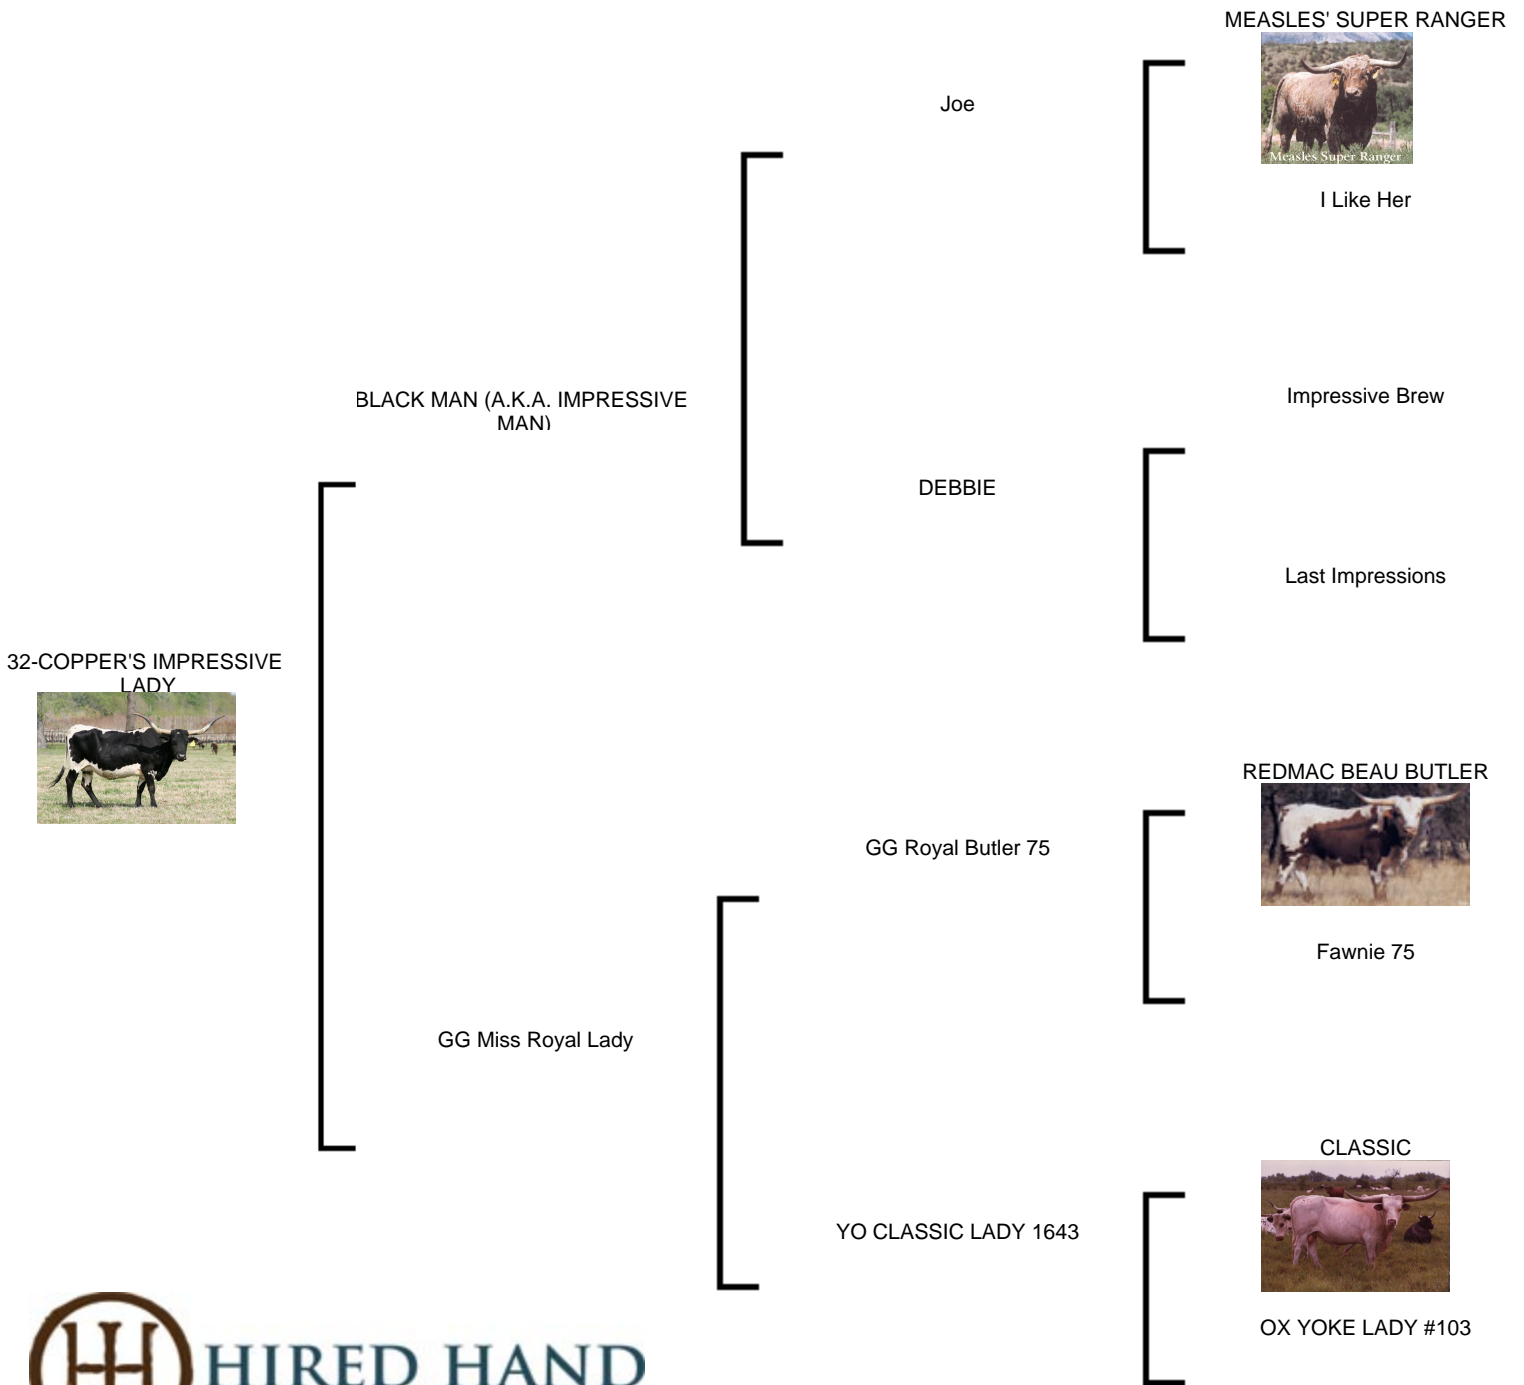 MEASLES' SUPER RANGER
Joe
Measles Super Ranger
I Like Her
BLACK MAN (A.K.A. IMPRESSIVE
MAN)
Impressive Brew
DEBBIE
Last Impressions
32-COPPER'S IMPRESSIVE
LADY
REDMAC BEAU BUTLER
GG Royal Butler 75
Fawnie 75
GG Miss Royal Lady
CLASSIC
YO CLASSIC LADY 1643
OX YOKE LADY #103
HIRED HAND